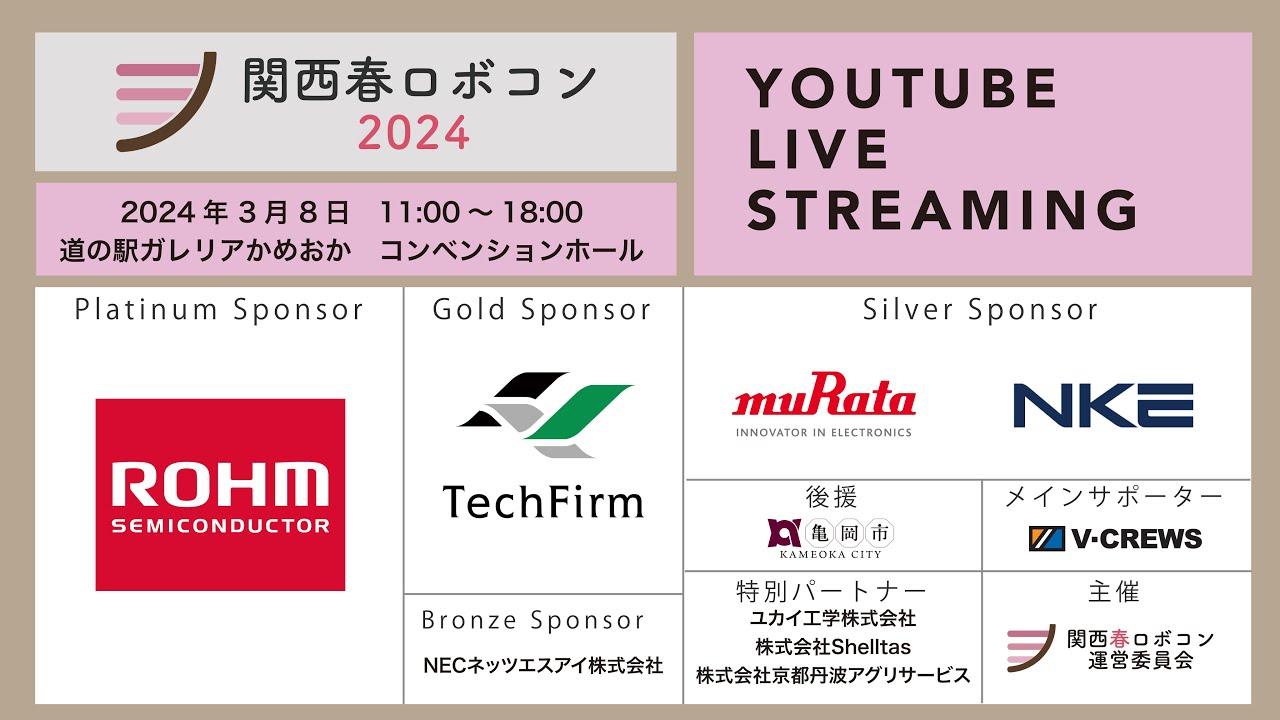 関西春ロボコン
2024
YOUTUBE
LIVE
STREAMING
2024年3月8日　11:00～18:00
道の駅ガレリアかめおか　コンベンションホール
Platinum Sponsor
ROHM
SEMICONDUCTOR
Gold Sponsor
TechFirm
Bronze Sponsor
NECネッツエスアイ株式会社
Silver Sponsor
muRata
INNOVATOR IN ELECTRONICS
NKE
後援
亀岡市
KAMEOKA CITY
メインサポーター
V-CREWS
特別パートナー
ユカイ工学株式会社
株式会社Shelltas
株式会社京都丹波アグリサービス
主催
関西春ロボコン
運営委員会